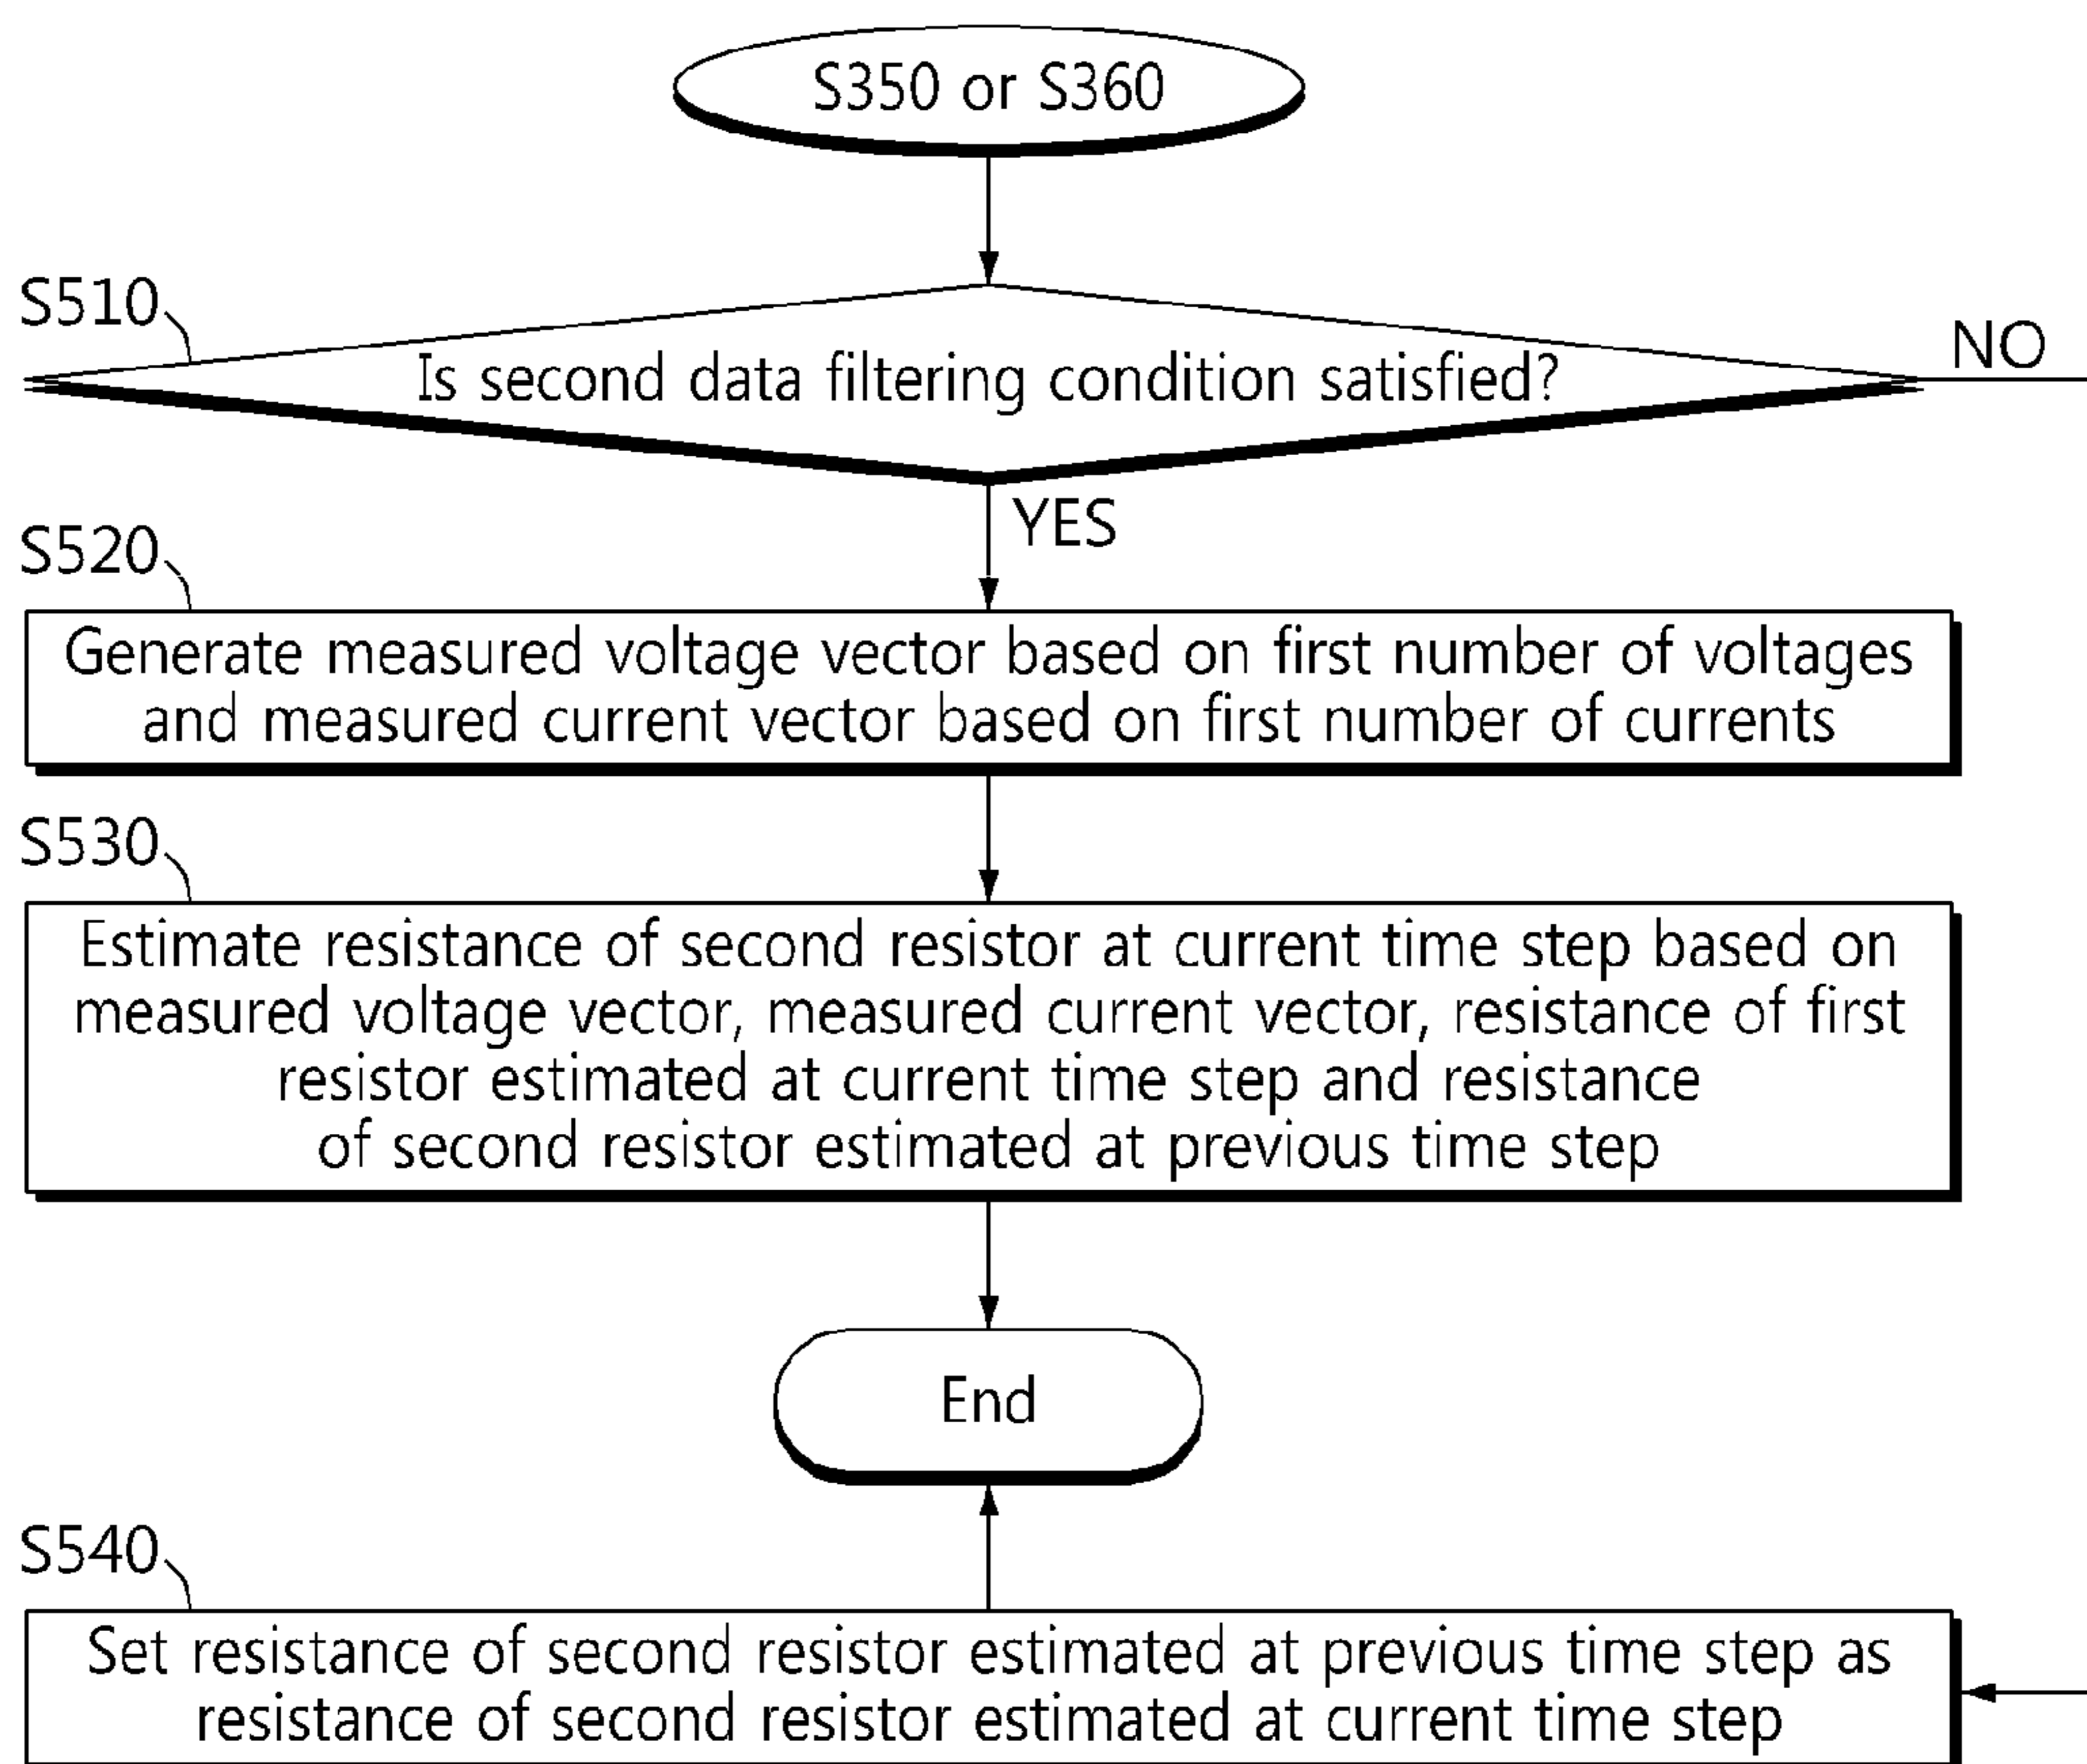 S350 or S360
S510
Is second data filtering condition satisfied?
NO
YES
S520
Generate measured voltage vector based on first number of voltages
and measured current vector based on first number of currents
S530
Estimate resistance of second resistor at current time step based on
measured voltage vector, measured current vector, resistance of first
resistor estimated at current time step and resistance
of second resistor estimated at previous time step
End
S540
Set resistance of second resistor estimated at previous time step as
resistance of second resistor estimated at current time step